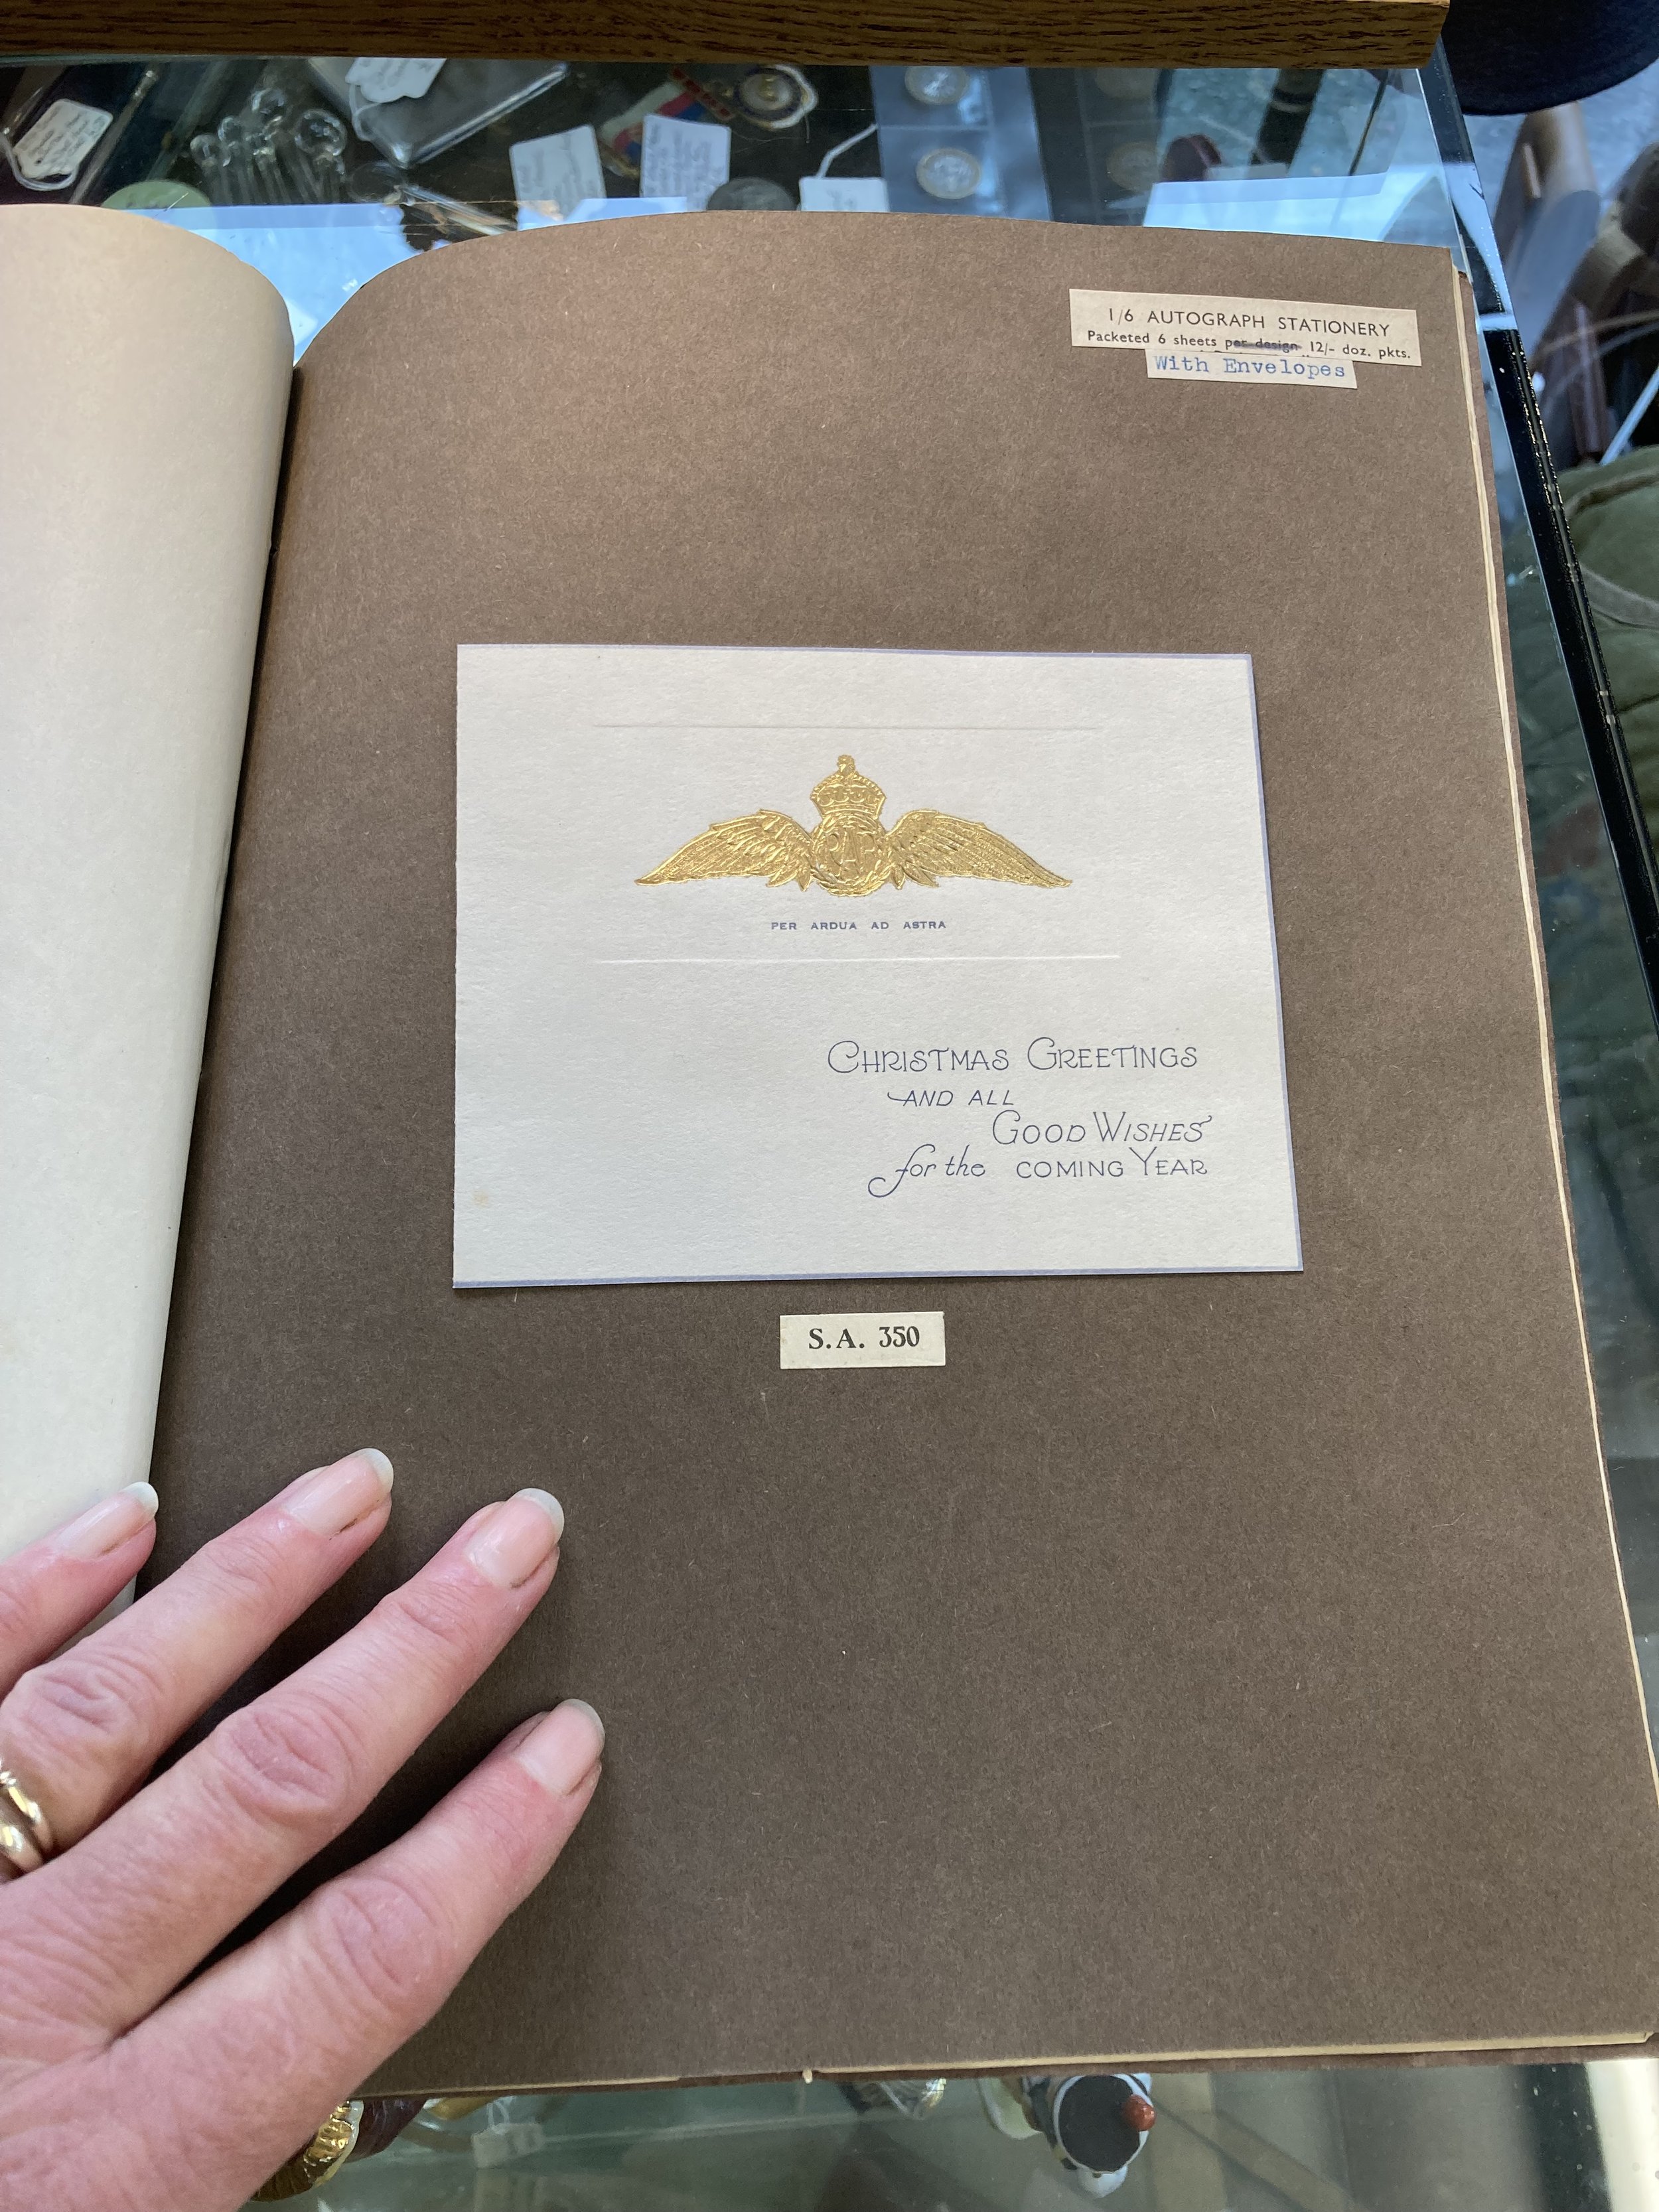 1/6 AUTOGRAPH STATIONERY
Packeted 6 sheets per design 12/- doz. pkts.
With Envelopes
RAF
PER ARDUA AD ASTRA
CHRISTMAS GREETINGS
AND ALL
GOOD WISHES
for the COMING YEAR
S.A. 350